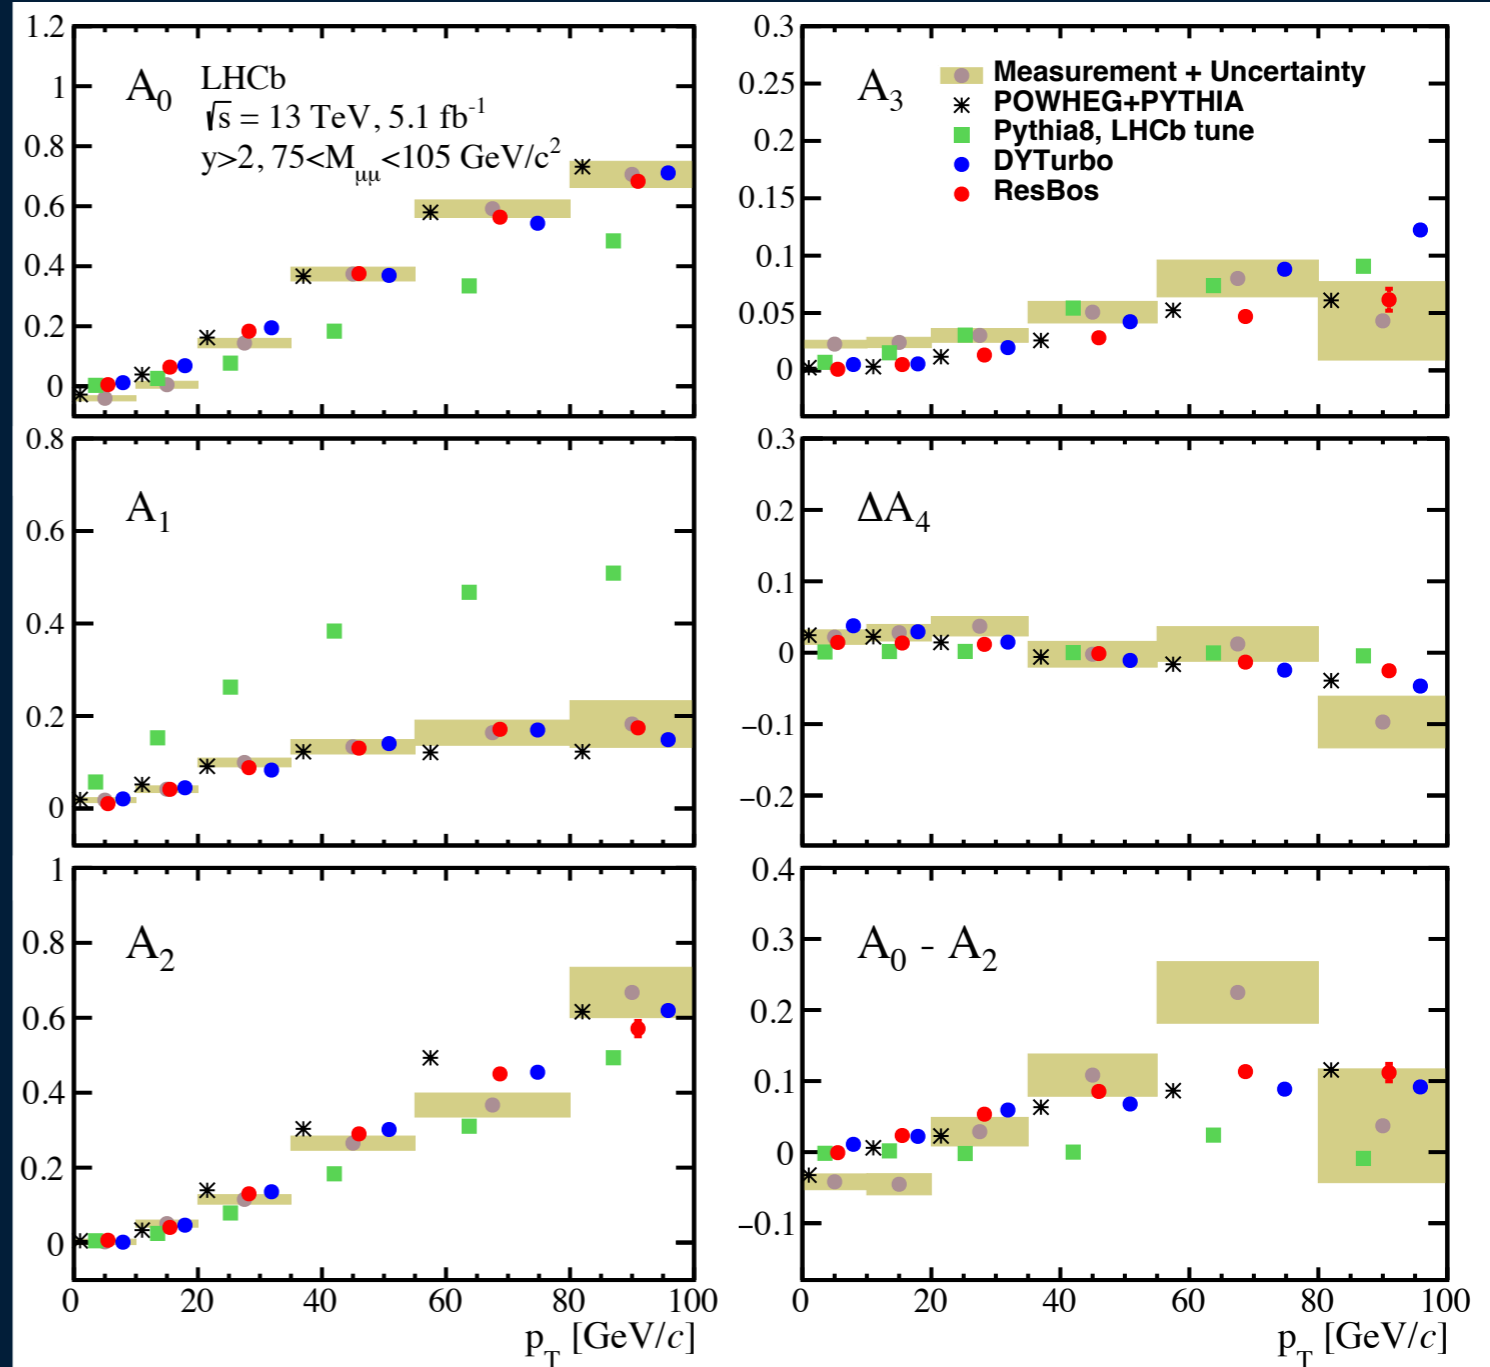 1.2
1
0.8
0.6
0.4
0.2
0
A₀
LHCb
√s = 13 TeV, 5.1 fb⁻¹
y>2, 75<M_μμ<105 GeV/c²
0.3
0.25
0.2
0.15
0.1
0.05
0
A₃
Measurement + Uncertainty
POWHEG+PYTHIA
Pythia8, LHCb tune
DYTurbo
ResBos
0.8
0.6
0.4
0.2
0
A₁
0.3
0.2
0.1
0
−0.1
−0.2
ΔA₄
1
0.8
0.6
0.4
0.2
0
A₂
0 20 40 60 80 100
p_T [GeV/c]
0.4
0.3
0.2
0.1
0
−0.1
A₀ - A₂
0 20 40 60 80 100
p_T [GeV/c]